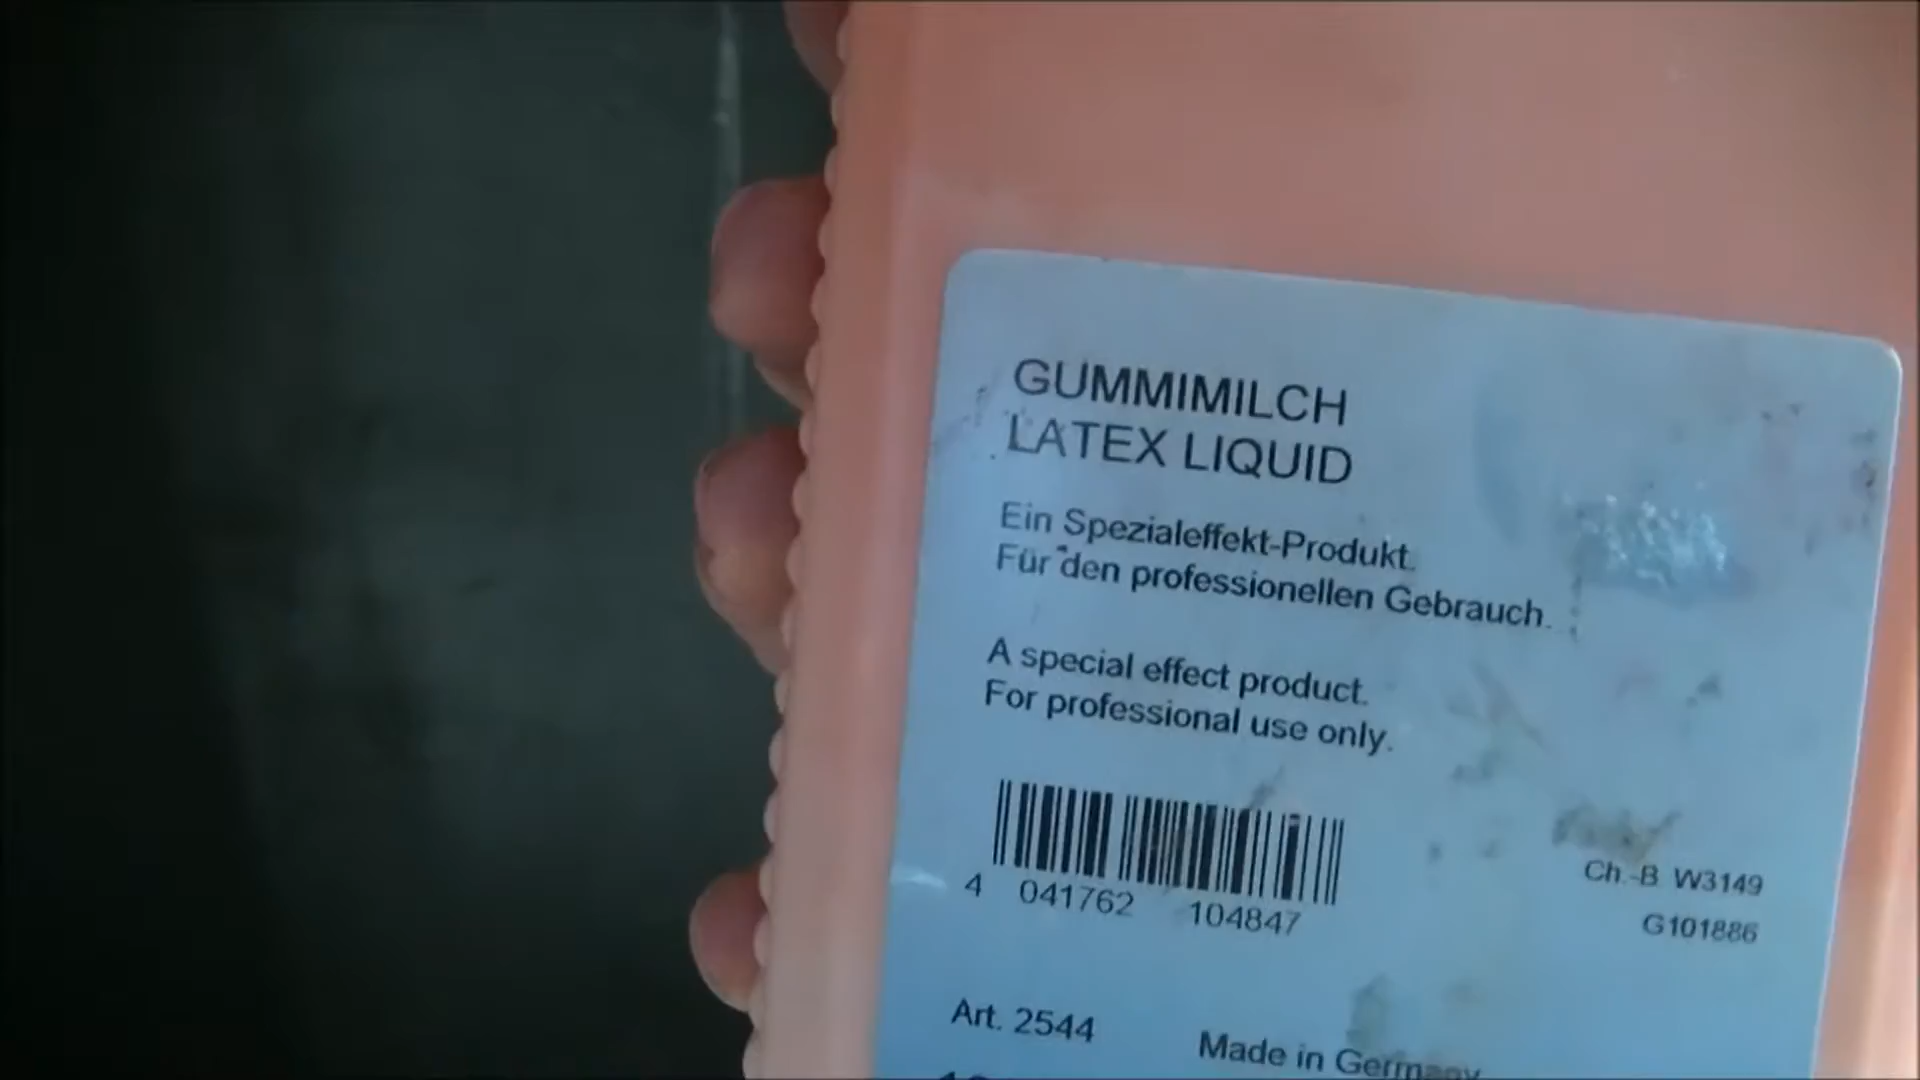 GUMMIMILCH
LATEX LIQUID
Ein Spezialeffekt-Produkt.
Für den professionellen Gebrauch.
A special effect product.
For professional use only.
4 041762 104847
Ch.-B. W3149
G101886
Art. 2544
Made in Germany